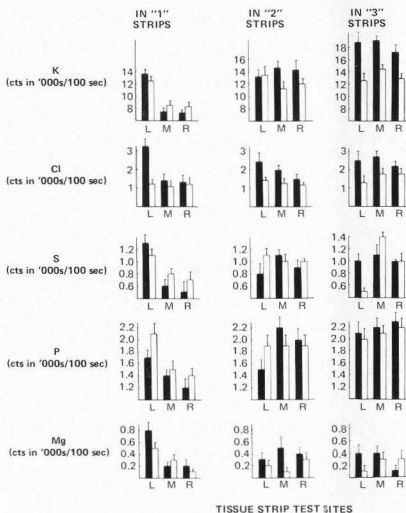 IN "1" STRIPS
IN "2" STRIPS
IN "3" STRIPS
K
(cts in '000s/100 sec)
14
12
10
8
L M R
14
12
10
8
6
L M R
18
16
14
12
10
8
L M R
Cl
(cts in '000s/100 sec)
3
2
1
L M R
3
2
1
L M R
3
2
1
L M R
S
(cts in '000s/100 sec)
1.2
1.0
0.8
0.6
L M R
1.2
1.0
0.8
0.6
L M R
1.4
1.2
1.0
0.8
0.6
L M R
P
(cts in '000s/100 sec)
2.2
2.0
1.8
1.6
1.4
1.2
L M R
2.2
2.0
1.8
1.6
1.4
1.2
L M R
2.2
2.0
1.8
1.6
1.4
1.2
L M R
Mg
(cts in '000s/100 sec)
0.8
0.6
0.4
0.2
L M R
0.8
0.6
0.4
0.2
L M R
0.8
0.6
0.4
0.2
L M R
TISSUE STRIP TEST SITES